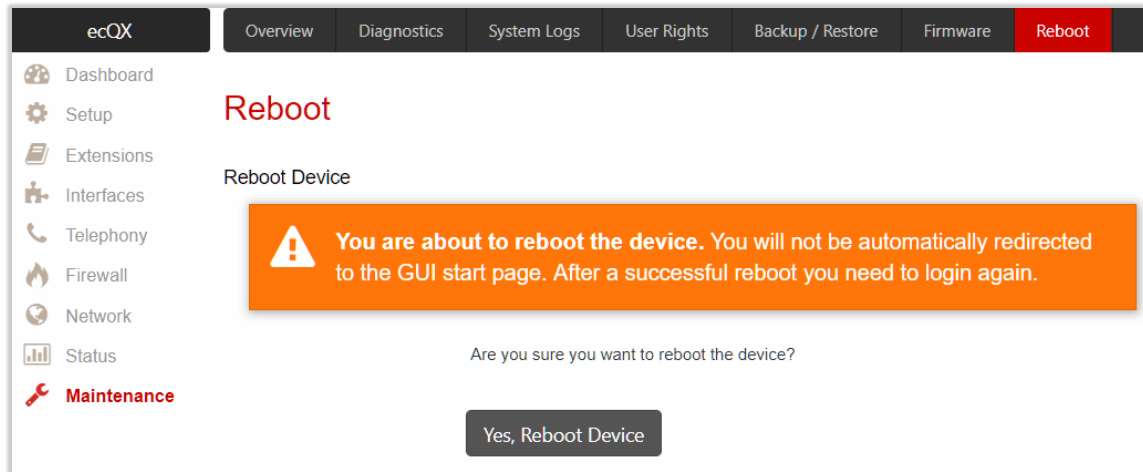 ecQX
Overview Diagnostics System Logs User Rights Backup / Restore Firmware Reboot
Dashboard
Setup
Extensions
Interfaces
Telephony
Firewall
Network
Status
Maintenance
Reboot
Reboot Device
You are about to reboot the device. You will not be automatically redirected
to the GUI start page. After a successful reboot you need to login again.
Are you sure you want to reboot the device?
Yes, Reboot Device